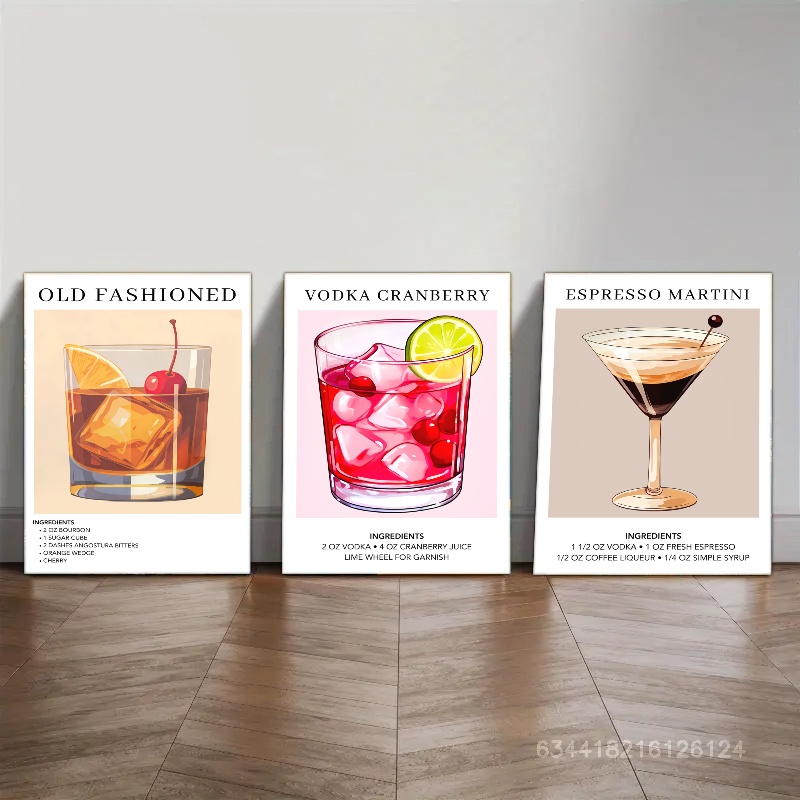 OLD FASHIONED
INGREDIENTS
• 2 OZ BOURBON
• 1 SUGAR CUBE
• 2 DASHES ANGOSTURA BITTERS
• ORANGE WEDGE
• CHERRY
VODKA CRANBERRY
INGREDIENTS
2 OZ VODKA • 4 OZ CRANBERRY JUICE
LIME WHEEL FOR GARNISH
ESPRESSO MARTINI
INGREDIENTS
1 1/2 OZ VODKA • 1 OZ FRESH ESPRESSO
1/2 OZ COFFEE LIQUEUR • 1/4 OZ SIMPLE SYRUP
634418216126124